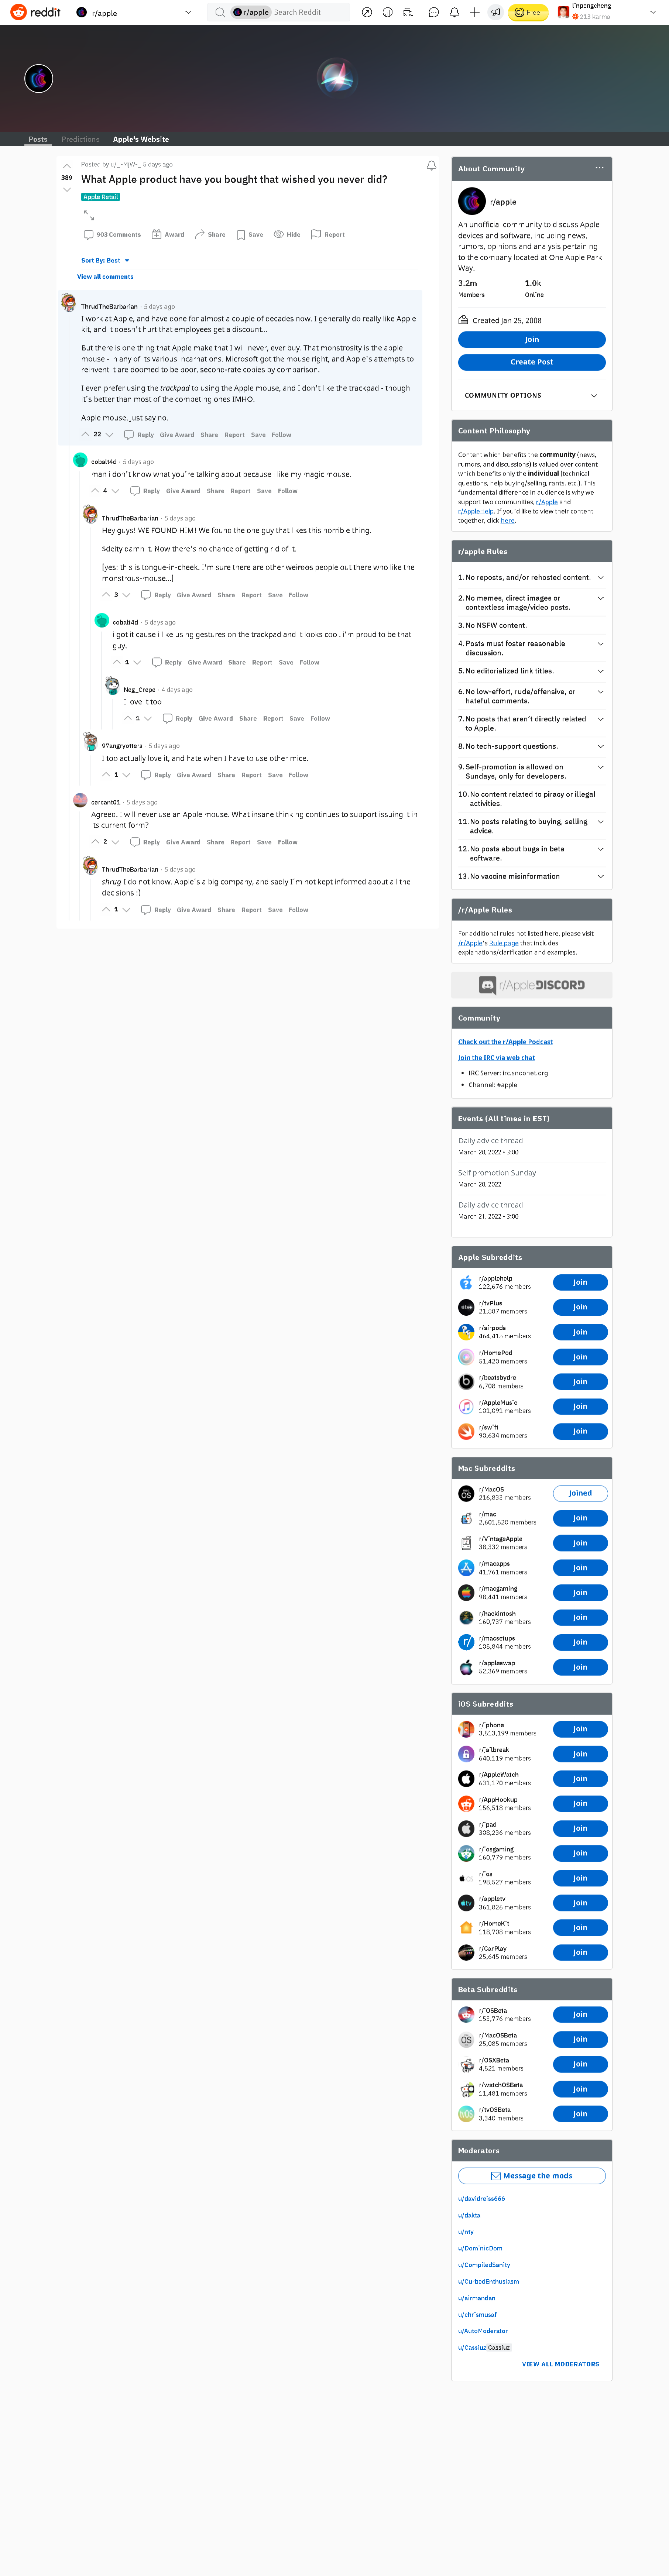 reddit
r/apple
r/apple Search Reddit
Free
linpengcheng
213 karma
Posts Predictions Apple's Website
389
Posted by u/_-MjW-_ 5 days ago
What Apple product have you bought that wished you never did?
Apple Retail
903 Comments Award Share Save Hide Report
Sort By: Best
View all comments
ThrudTheBarbarian · 5 days ago
I work at Apple, and have done for almost a couple of decades now. I generally do really like Apple
kit, and it doesn't hurt that employees get a discount...
But there is one thing that Apple make that I will never, ever buy. That monstrosity is the apple
mouse - in any of its various incarnations. Microsoft got the mouse right, and Apple's attempts to
reinvent it are doomed to be poor, second-rate copies by comparison.
I even prefer using the trackpad to using the Apple mouse, and I don't like the trackpad - though
it's better than most of the competing ones IMHO.
Apple mouse. Just say no.
22 Reply Give Award Share Report Save Follow
cobalt4d · 5 days ago
man i don't know what you're talking about because i like my magic mouse.
4 Reply Give Award Share Report Save Follow
ThrudTheBarbarian · 5 days ago
Hey guys! WE FOUND HIM! We found the one guy that likes this horrible thing.
$deity damn it. Now there's no chance of getting rid of it.
[yes: this is tongue-in-cheek. I'm sure there are other weirdos people out there who like the
monstrous-mouse...]
3 Reply Give Award Share Report Save Follow
cobalt4d · 5 days ago
i got it cause i like using gestures on the trackpad and it looks cool. i'm proud to be that
guy.
1 Reply Give Award Share Report Save Follow
Neg_Crepe · 4 days ago
I love it too
1 Reply Give Award Share Report Save Follow
97angryotters · 5 days ago
I too actually love it, and hate when I have to use other mice.
1 Reply Give Award Share Report Save Follow
cercant01 · 5 days ago
Agreed. I will never use an Apple mouse. What insane thinking continues to support issuing it in
its current form?
2 Reply Give Award Share Report Save Follow
ThrudTheBarbarian · 5 days ago
shrug I do not know. Apple's a big company, and sadly I'm not kept informed about all the
decisions :)
1 Reply Give Award Share Report Save Follow
About Community
r/apple
An unofficial community to discuss Apple
devices and software, including news,
rumors, opinions and analysis pertaining
to the company located at One Apple Park
Way.
3.2m 1.0k
Members Online
Created Jan 25, 2008
Join
Create Post
COMMUNITY OPTIONS
Content Philosophy
Content which benefits the community (news,
rumors, and discussions) is valued over content
which benefits only the individual (technical
questions, help buying/selling, rants, etc.). This
fundamental difference in audience is why we
support two communities, r/Apple and
r/AppleHelp. If you'd like to view their content
together, click here.
r/apple Rules
1. No reposts, and/or rehosted content.
2. No memes, direct images or
contextless image/video posts.
3. No NSFW content.
4. Posts must foster reasonable
discussion.
5. No editorialized link titles.
6. No low-effort, rude/offensive, or
hateful comments.
7. No posts that aren't directly related
to Apple.
8. No tech-support questions.
9. Self-promotion is allowed on
Sundays, only for developers.
10. No content related to piracy or illegal
activities.
11. No posts relating to buying, selling
advice.
12. No posts about bugs in beta
software.
13. No vaccine misinformation
/r/Apple Rules
For additional rules not listed here, please visit
/r/Apple's Rule page that includes
explanations/clarification and examples.
r/AppleDISCORD
Community
Check out the r/Apple Podcast
Join the IRC via web chat
• IRC Server: irc.snoonet.org
• Channel: #apple
Events (All times in EST)
Daily advice thread
March 20, 2022 • 3:00
Self promotion Sunday
March 20, 2022
Daily advice thread
March 21, 2022 • 3:00
Apple Subreddits
r/applehelp
122,676 members
Join
r/tvPlus
21,887 members
Join
r/airpods
464,415 members
Join
r/HomePod
51,420 members
Join
r/beatsbydre
6,708 members
Join
r/AppleMusic
101,091 members
Join
r/swift
90,634 members
Join
Mac Subreddits
r/MacOS
216,833 members
Joined
r/mac
2,601,520 members
Join
r/VintageApple
38,332 members
Join
r/macapps
41,761 members
Join
r/macgaming
98,441 members
Join
r/hackintosh
160,737 members
Join
r/macsetups
105,844 members
Join
r/appleswap
52,369 members
Join
iOS Subreddits
r/iphone
3,513,199 members
Join
r/jailbreak
640,119 members
Join
r/AppleWatch
631,170 members
Join
r/AppHookup
156,518 members
Join
r/ipad
308,236 members
Join
r/iosgaming
160,779 members
Join
r/ios
198,527 members
Join
r/appletv
361,826 members
Join
r/HomeKit
118,708 members
Join
r/CarPlay
25,645 members
Join
Beta Subreddits
r/iOSBeta
153,776 members
Join
r/MacOSBeta
25,085 members
Join
r/OSXBeta
4,521 members
Join
r/watchOSBeta
11,481 members
Join
r/tvOSBeta
3,340 members
Join
Moderators
Message the mods
u/davidreiss666
u/dakta
u/nty
u/DominicDom
u/CompiledSanity
u/CurbedEnthusiasm
u/airmandan
u/chrismusaf
u/AutoModerator
u/Cassiuz Cassiuz
VIEW ALL MODERATORS